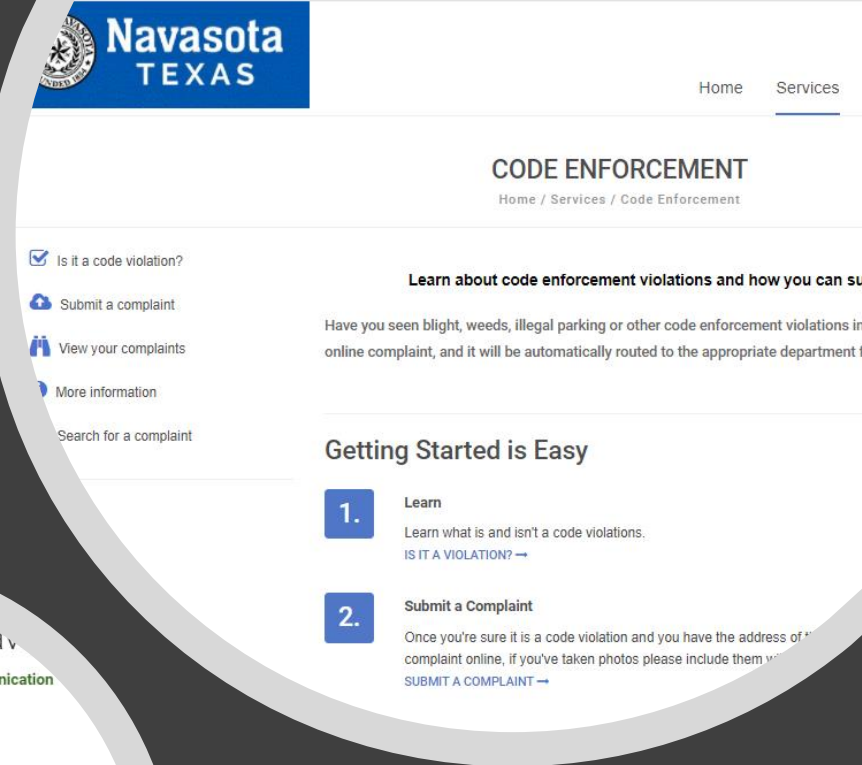 Navasota
TEXAS
Home Services
CODE ENFORCEMENT
Home / Services / Code Enforcement
Is it a code violation?
Submit a complaint
View your complaints
More information
Search for a complaint
Learn about code enforcement violations and how you can su
Have you seen blight, weeds, illegal parking or other code enforcement violations in
online complaint, and it will be automatically routed to the appropriate department
Getting Started is Easy
1.
Learn
Learn what is and isn't a code violations.
IS IT A VIOLATION?
2.
Submit a Complaint
Once you're sure it is a code violation and you have the address of
complaint online, if you've taken photos please include them
SUBMIT A COMPLAINT
nication